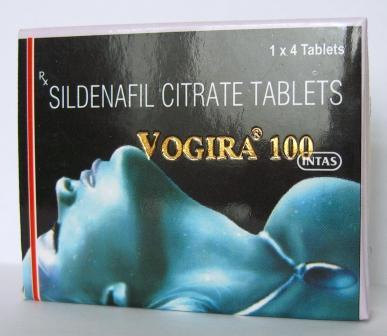 1 x 4 Tablets
Rx SILDENAFIL CITRATE TABLETS
VOGIRA® 100
INTAS